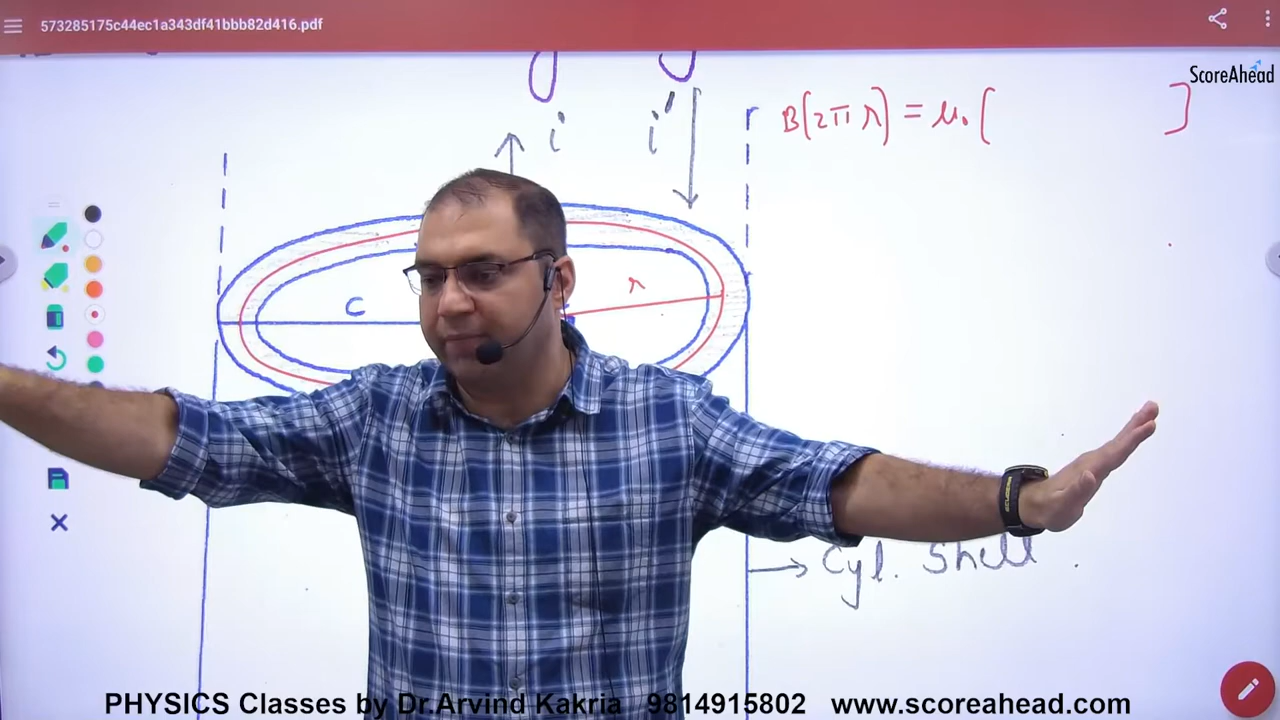 573285175c44ec1a343df41bbb82d416.pdf
ScoreAhead
i i' B(2πr) = μ₀[ ]
c r
→ Cyl. Shell
PHYSICS Classes by Dr.Arvind Kakria 9814915802 www.scoreahead.com